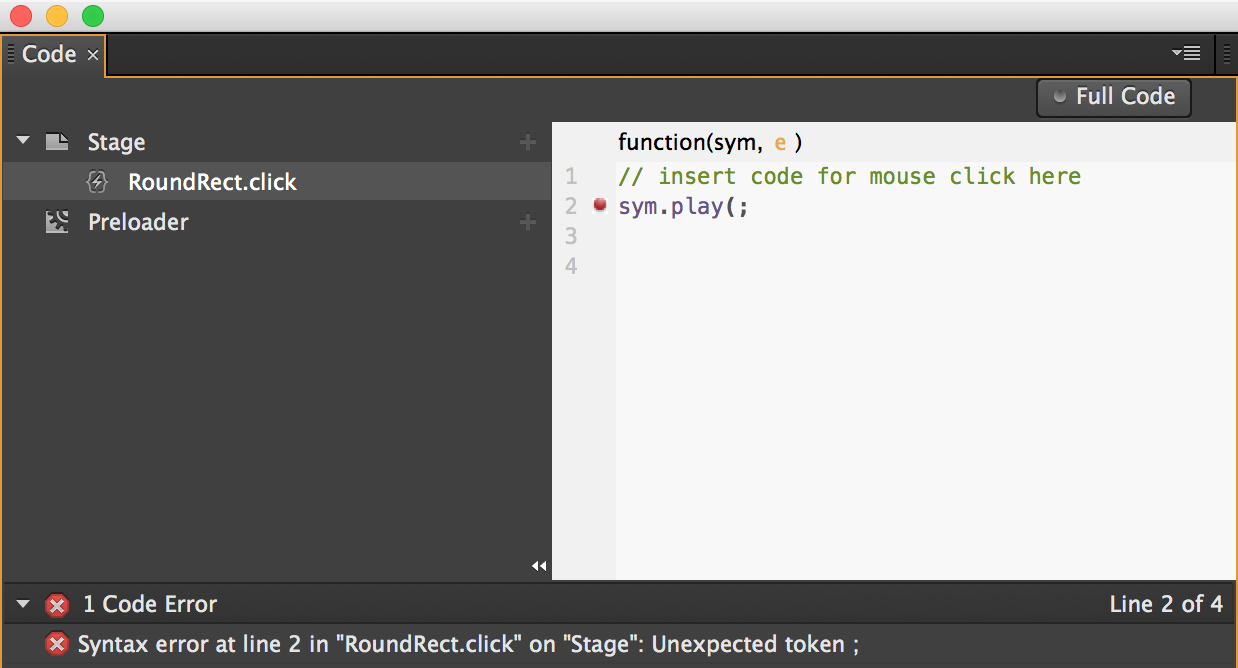 Code ×
Full Code
Stage
RoundRect.click
Preloader
function(sym, e )
1 // insert code for mouse click here
2 sym.play(;
3
4
1 Code Error
Line 2 of 4
Syntax error at line 2 in "RoundRect.click" on "Stage": Unexpected token ;